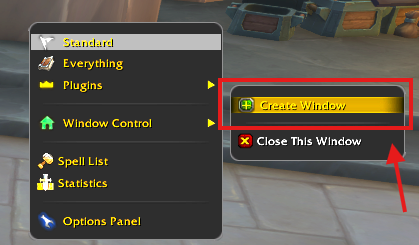 Standard
Everything
Plugins
Window Control
Spell List
Statistics
Options Panel
Create Window
Close This Window